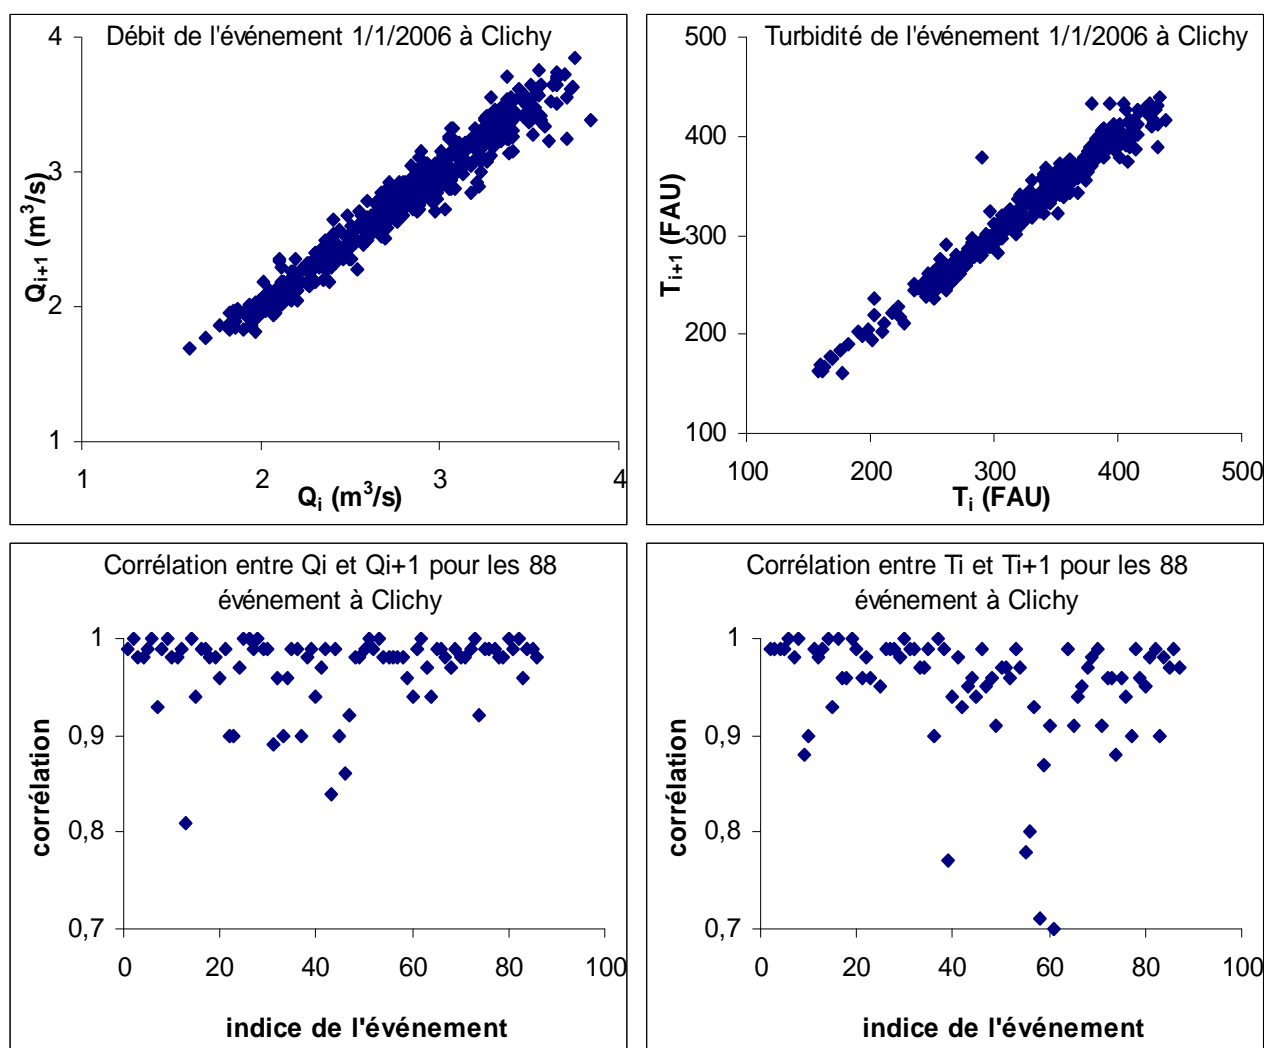 Débit de l'événement 1/1/2006 à Clichy
4
3
2
1
Q_{i+1} (m³/s)
1
2
3
4
Q_i (m³/s)
Turbidité de l'événement 1/1/2006 à Clichy
500
400
300
200
100
T_{i+1} (FAU)
100
200
300
400
500
T_i (FAU)
Corrélation entre Qi et Qi+1 pour les 88
événement à Clichy
1
0,9
0,8
0,7
corrélation
0
20
40
60
80
100
indice de l'événement
Corrélation entre Ti et Ti+1 pour les 88
événement à Clichy
1
0,9
0,8
0,7
corrélation
0
20
40
60
80
100
indice de l'événement